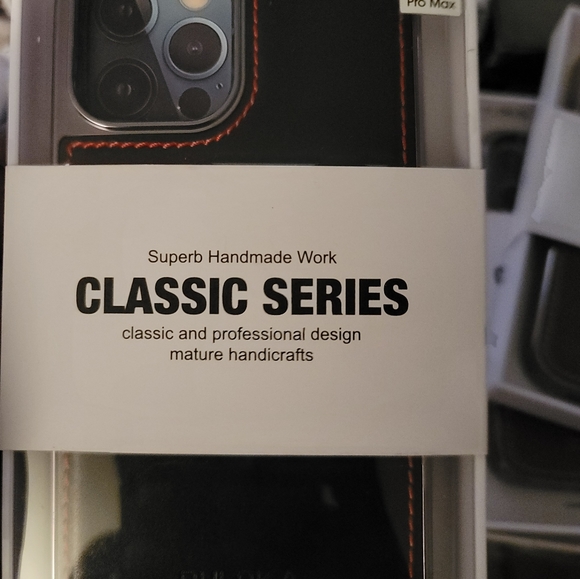 Pro Max
Superb Handmade Work
CLASSIC SERIES
classic and professional design
mature handicrafts